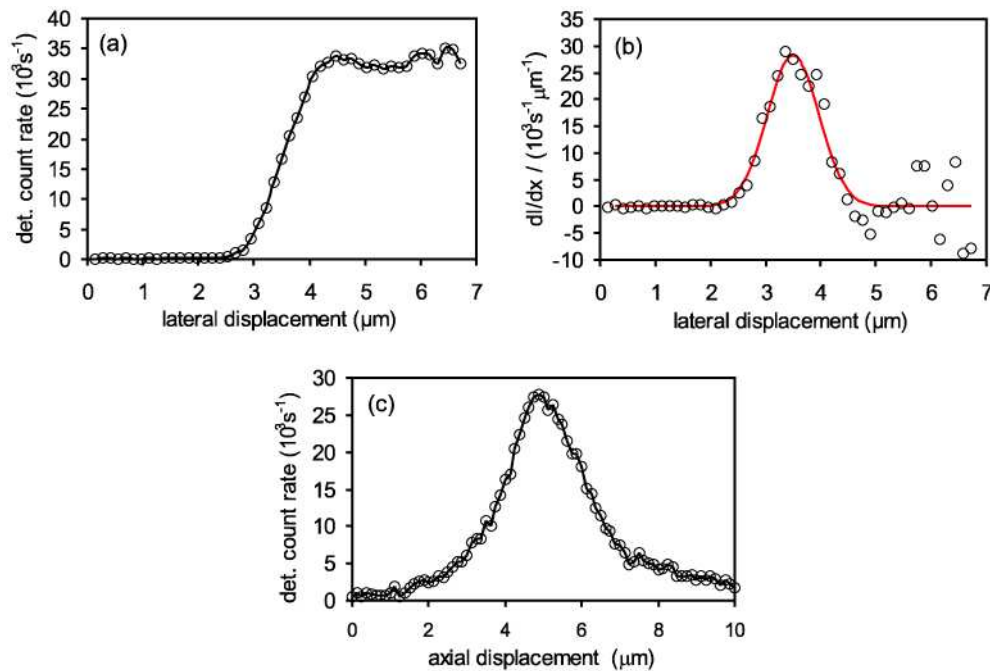 (a)
det. count rate (10³s⁻¹)
40
35
30
25
20
15
10
5
0
0 1 2 3 4 5 6 7
lateral displacement (µm)
(b)
dI/dx / (10³s⁻¹µm⁻¹)
35
30
25
20
15
10
5
0
-5
-10
0 1 2 3 4 5 6 7
lateral displacement (µm)
(c)
det. count rate (10³s⁻¹)
30
25
20
15
10
5
0
0 2 4 6 8 10
axial displacement (µm)